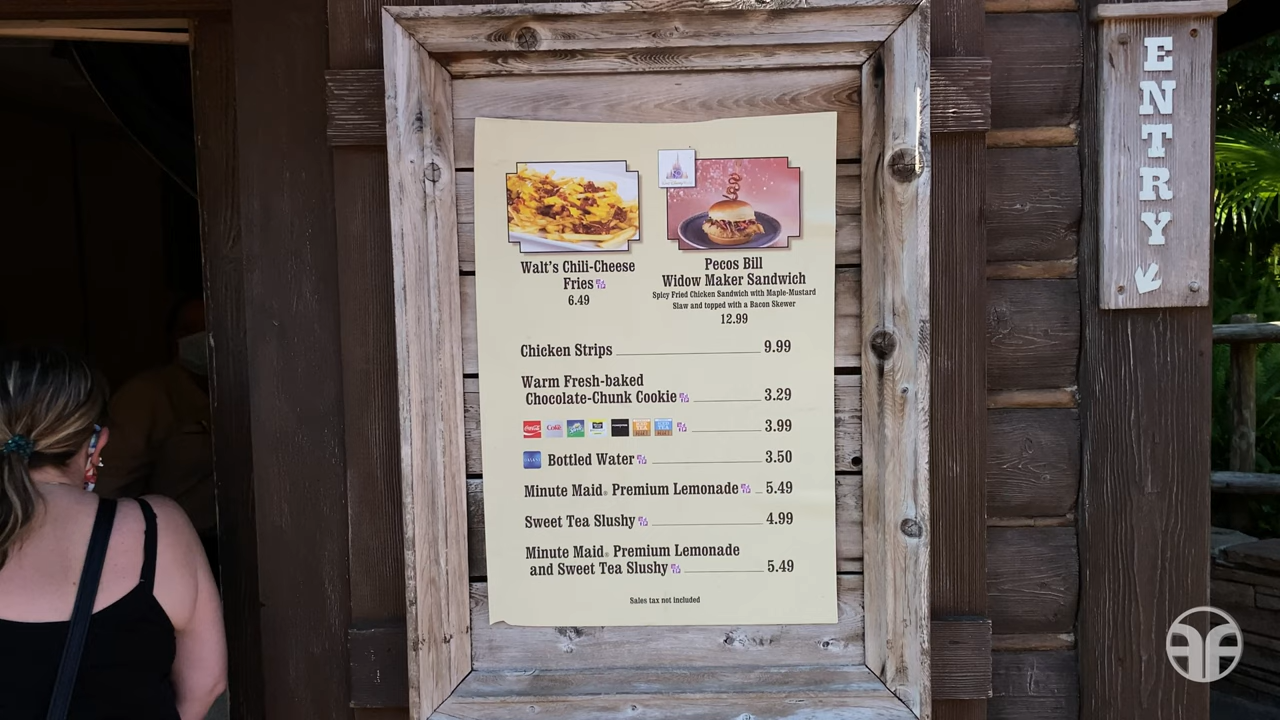 ENTRY
Walt's Chili-Cheese
Fries
6.49
Pecos Bill
Widow Maker Sandwich
Spicy Fried Chicken Sandwich with Maple-Mustard
Slaw and topped with a Bacon Skewer
12.99
Chicken Strips 9.99
Warm Fresh-baked
Chocolate-Chunk Cookie 3.29
Coca-Cola Coke 3.99
Bottled Water 3.50
Minute Maid® Premium Lemonade 5.49
Sweet Tea Slushy 4.99
Minute Maid® Premium Lemonade
and Sweet Tea Slushy 5.49
Sales tax not included